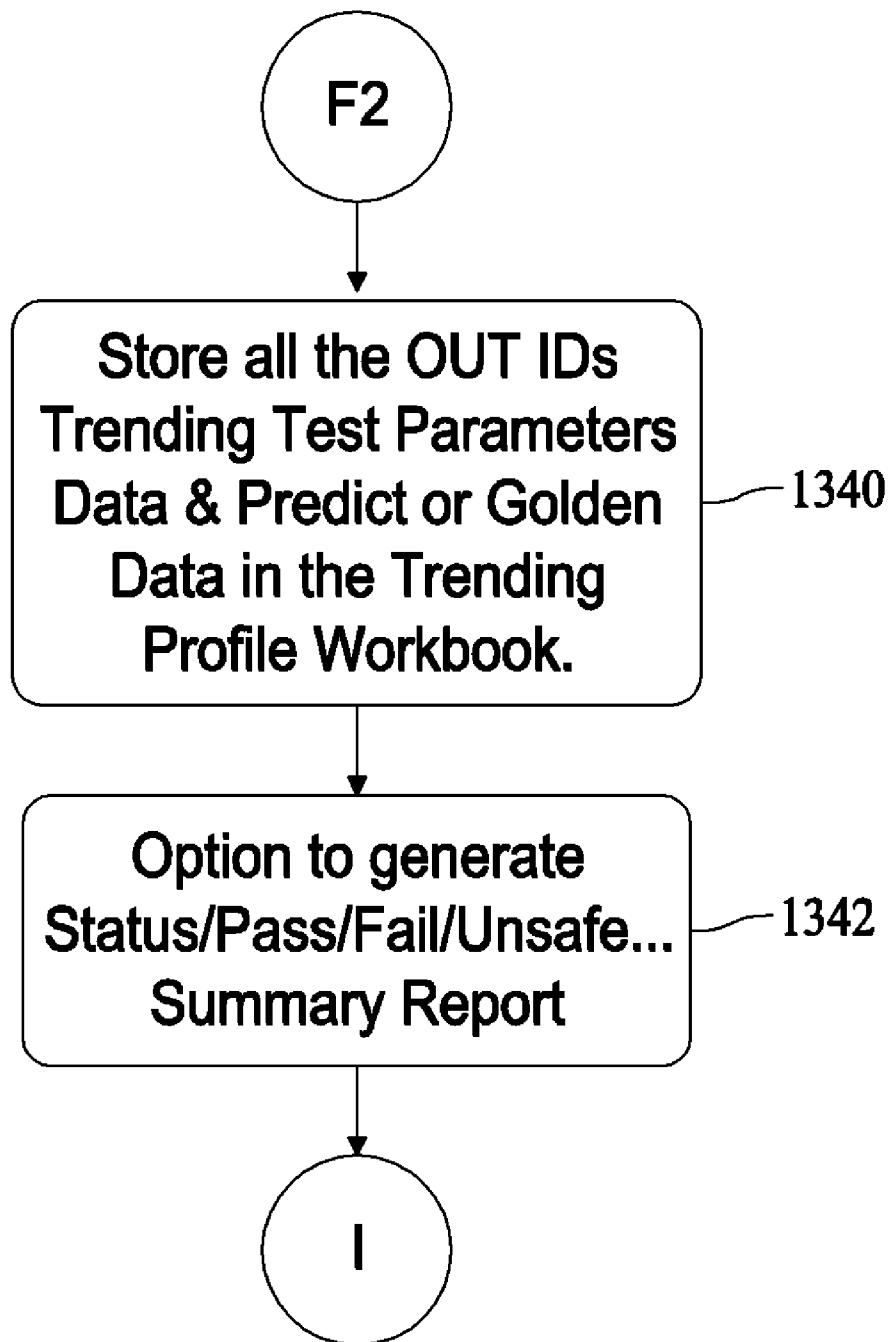 F2
Store all the OUT IDs
Trending Test Parameters
Data & Predict or Golden
Data in the Trending
Profile Workbook.
1340
Option to generate
Status/Pass/Fail/Unsafe...
Summary Report
1342
I